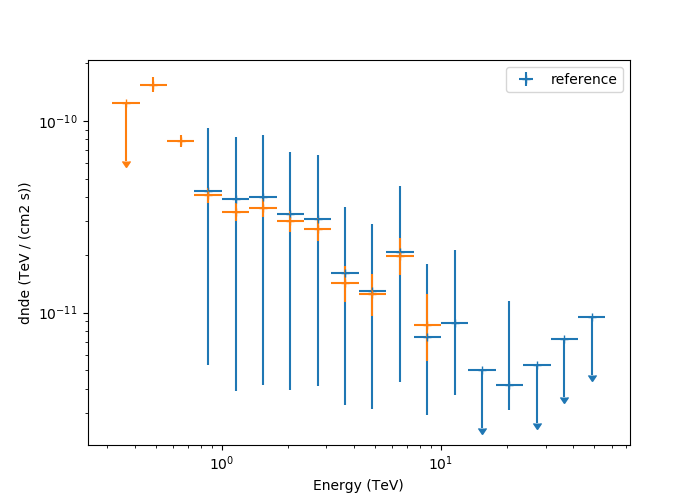 reference
10⁻¹⁰
10⁻¹¹
dnde (TeV / (cm2 s))
10⁰
10¹
Energy (TeV)